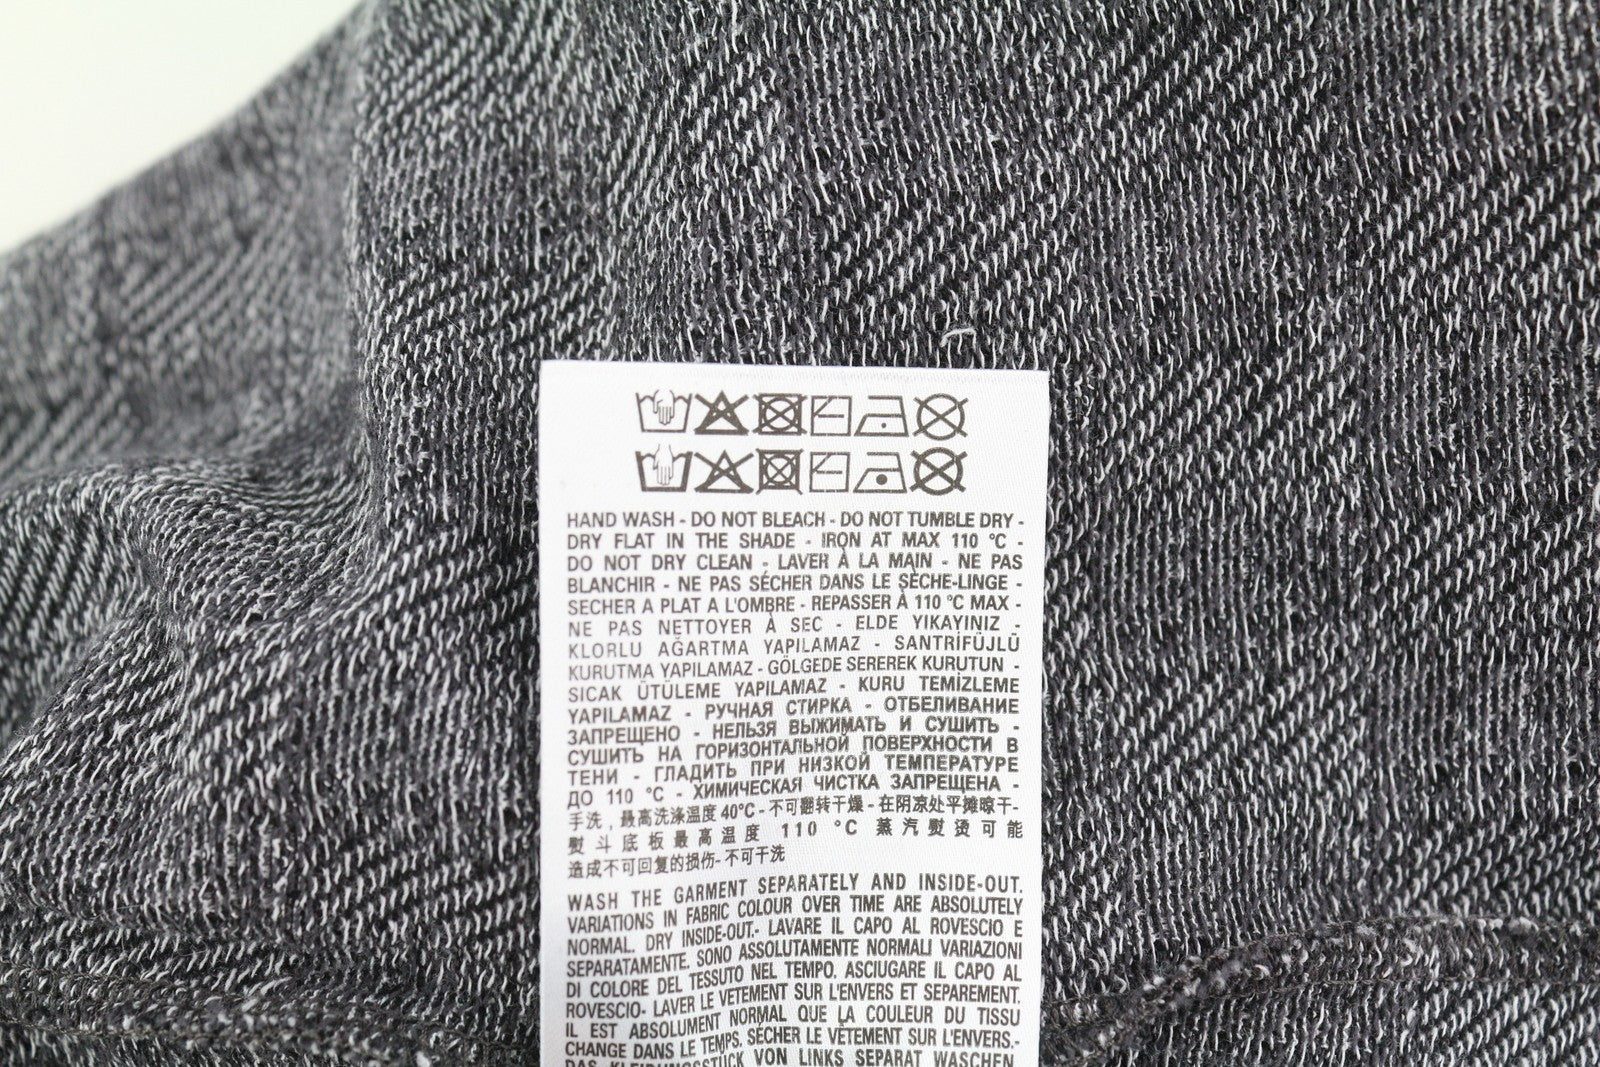 HAND WASH - DO NOT BLEACH - DO NOT TUMBLE DRY -
DRY FLAT IN THE SHADE - IRON AT MAX 110 °C -
DO NOT DRY CLEAN - LAVER À LA MAIN - NE PAS
BLANCHIR - NE PAS SÉCHER DANS LE SÈCHE-LINGE -
SECHER A PLAT A L'OMBRE - REPASSER À 110 °C MAX -
NE PAS NETTOYER À SEC - ELDE YIKAYINIZ -
KLORLU AĞARTMA YAPILAMAZ - SANTRİFÜJLÜ
KURUTMA YAPILAMAZ - GÖLGEDE SEREREK KURUTUN -
SICAK ÜTÜLEME YAPILAMAZ - KURU TEMİZLEME
YAPILAMAZ - РУЧНАЯ СТИРКА - ОТБЕЛИВАНИЕ
ЗАПРЕЩЕНО - НЕЛЬЗЯ ВЫЖИМАТЬ И СУШИТЬ -
СУШИТЬ НА ГОРИЗОНТАЛЬНОЙ ПОВЕРХНОСТИ В
ТЕНИ - ГЛАДИТЬ ПРИ НИЗКОЙ ТЕМПЕРАТУРЕ
ДО 110 °C - ХИМИЧЕСКАЯ ЧИСТКА ЗАПРЕЩЕНА -
手洗，最高洗涤温度 40°C - 不可翻转干燥 - 在阴凉处平摊晾干-
熨斗底板最高温度 110 °C 蒸汽熨烫可能
造成不可回复的损伤- 不可干洗
WASH THE GARMENT SEPARATELY AND INSIDE-OUT.
VARIATIONS IN FABRIC COLOUR OVER TIME ARE ABSOLUTELY
NORMAL. DRY INSIDE-OUT.- LAVARE IL CAPO AL ROVESCIO E
SEPARATAMENTE. SONO ASSOLUTAMENTE NORMALI VARIAZIONI
DI COLORE DEL TESSUTO NEL TEMPO. ASCIUGARE IL CAPO AL
ROVESCIO- LAVER LE VÊTEMENT SUR L'ENVERS ET SEPAREMENT.
IL EST ABSOLUMENT NORMAL QUE LA COULEUR DU TISSU
CHANGE DANS LE TEMPS. SÉCHER LE VÊTEMENT SUR L'ENVERS.-
DAS KLEIDUNGSSTÜCK VON LINKS SEPARAT WASCHEN.